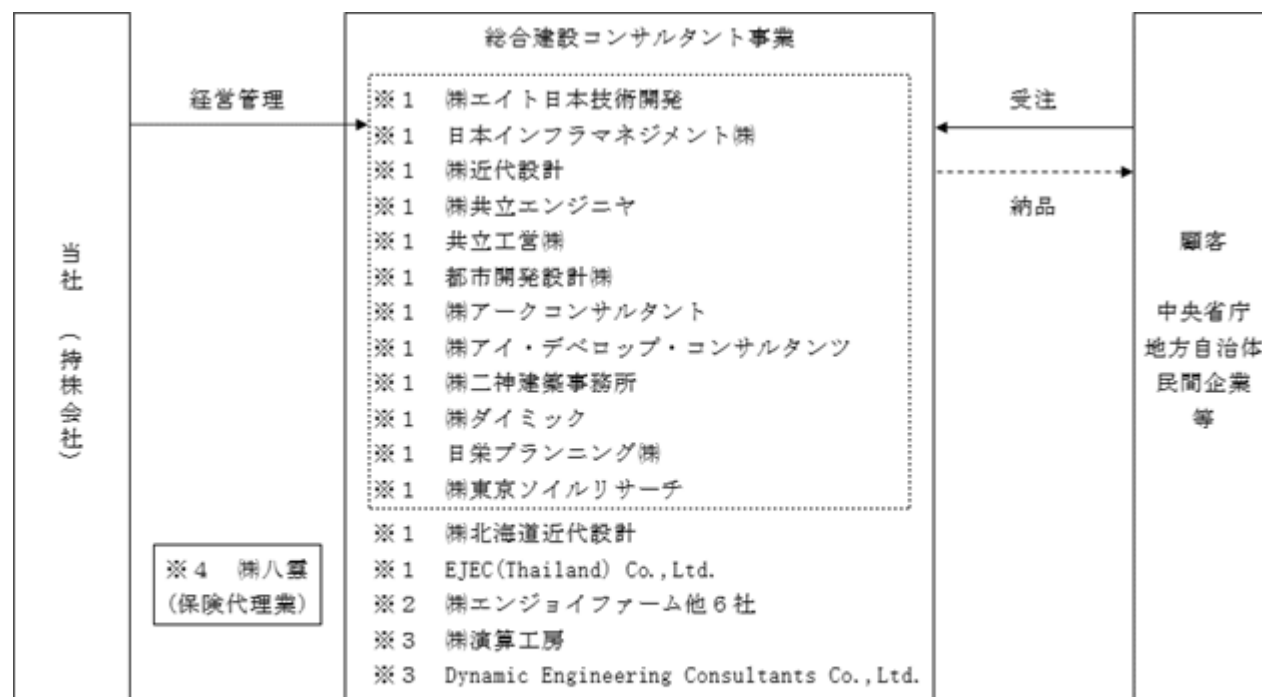 総合建設コンサルタント事業
経営管理
※1 ㈱エイト日本技術開発
※1 日本インフラマネジメント㈱
※1 ㈱近代設計
※1 ㈱共立エンジニヤ
※1 共立工営㈱
※1 都市開発設計㈱
※1 ㈱アークコンサルタント
※1 ㈱アイ・デベロップ・コンサルタンツ
※1 ㈱二神建築事務所
※1 ㈱ダイミック
※1 日栄プランニング㈱
※1 ㈱東京ソイルリサーチ
※1 ㈱北海道近代設計
※1 EJEC(Thailand) Co.,Ltd.
※2 ㈱エンジョイファーム他6社
※3 ㈱演算工房
※3 Dynamic Engineering Consultants Co.,Ltd.
当社（持株会社）
※4 ㈱八雲
(保険代理業)
受注
納品
顧客
中央省庁
地方自治体
民間企業
等